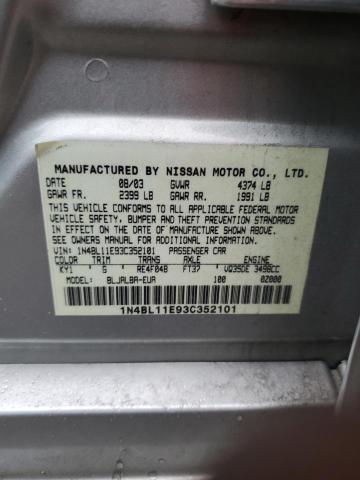 MANUFACTURED BY NISSAN MOTOR CO., LTD.
DATE 08/03 GVWR 4374 LB
GAWR FR. 2399 LB GAWR RR. 1991 LB
THIS VEHICLE CONFORMS TO ALL APPLICABLE FEDERAL MOTOR
VEHICLE SAFETY, BUMPER AND THEFT PREVENTION STANDARDS
IN EFFECT ON THE DATE OF MANUFACTURE SHOWN ABOVE.
SEE OWNERS MANUAL FOR MORE INFORMATION
VIN: 1N4BL11E93C352101 PASSENGER CAR
COLOR TRIM TRANS AXLE ENGINE
KY1 G RE4F04B FT37 VQ35DE 3498CC
MODEL BLJALBA-EUA 100 02000
1N4BL11E93C352101